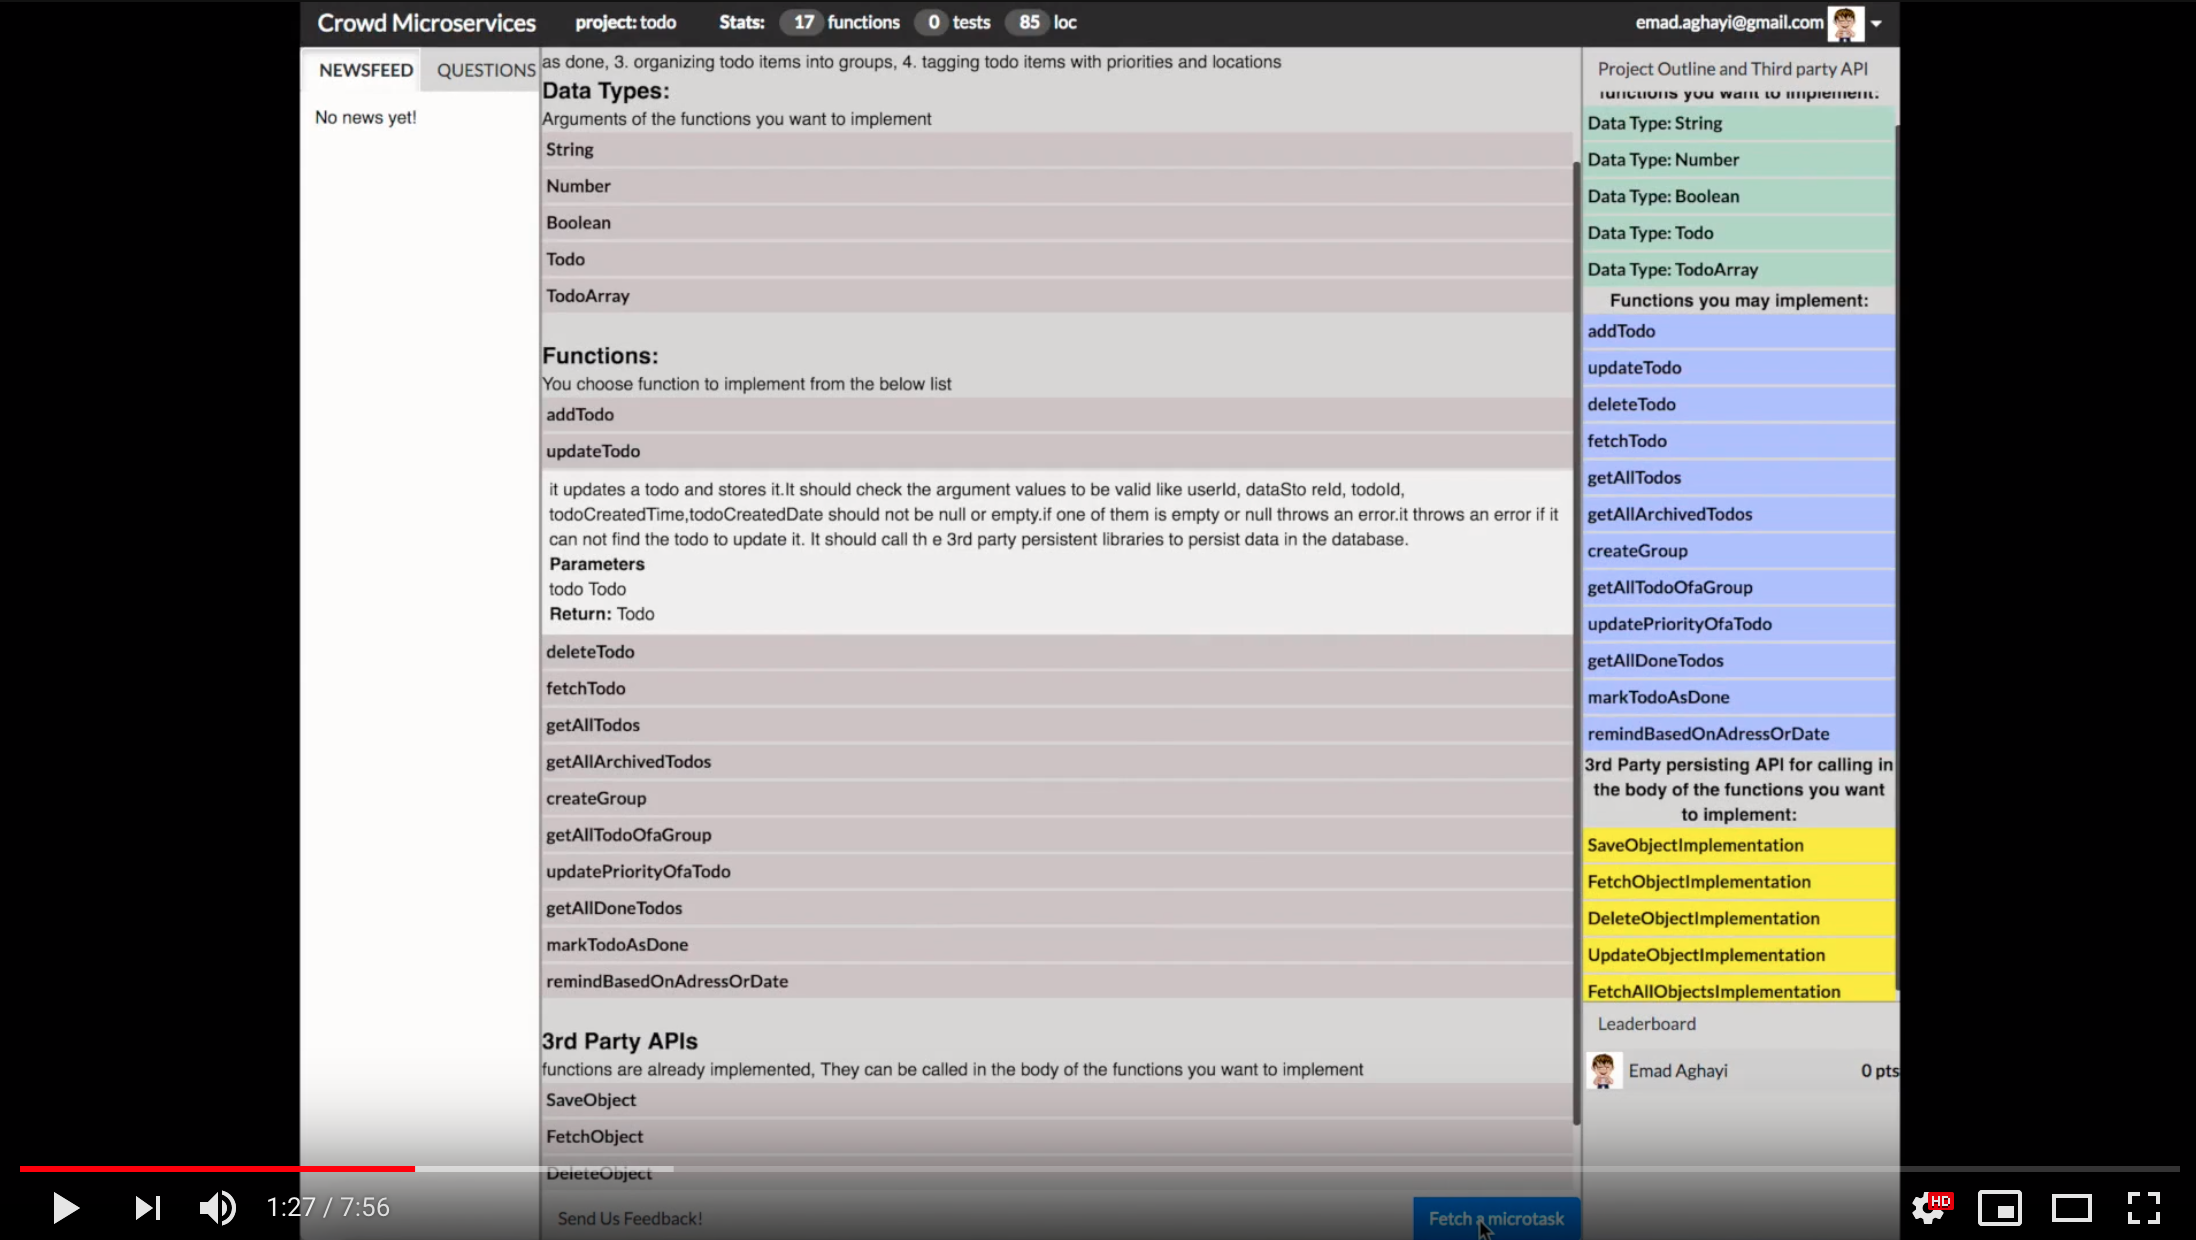 Crowd Microservices project: todo Stats: 17 functions 0 tests 85 loc emad.aghayi@gmail.com
NEWSFEED QUESTIONS
No news yet!
as done, 3. organizing todo items into groups, 4. tagging todo items with priorities and locations
Data Types:
Arguments of the functions you want to implement
String
Number
Boolean
Todo
TodoArray
Functions:
You choose function to implement from the below list
addTodo
updateTodo
it updates a todo and stores it.It should check the argument values to be valid like userId, dataSto reId, todoId,
todoCreatedTime,todoCreatedDate should not be null or empty.if one of them is empty or null throws an error.it throws an error if it
can not find the todo to update it. It should call th e 3rd party persistent libraries to persist data in the database.
Parameters
todo Todo
Return: Todo
deleteTodo
fetchTodo
getAllTodos
getAllArchivedTodos
createGroup
getAllTodoOfaGroup
updatePriorityOfaTodo
getAllDoneTodos
markTodoAsDone
remindBasedOnAdressOrDate
3rd Party APIs
functions are already implemented, They can be called in the body of the functions you want to implement
SaveObject
FetchObject
DeleteObject
Send Us Feedback!
Fetch a microtask
Project Outline and Third party API
functions you want to implement:
Data Type: String
Data Type: Number
Data Type: Boolean
Data Type: Todo
Data Type: TodoArray
Functions you may implement:
addTodo
updateTodo
deleteTodo
fetchTodo
getAllTodos
getAllArchivedTodos
createGroup
getAllTodoOfaGroup
updatePriorityOfaTodo
getAllDoneTodos
markTodoAsDone
remindBasedOnAdressOrDate
3rd Party persisting API for calling in
the body of the functions you want
to implement:
SaveObjectImplementation
FetchObjectImplementation
DeleteObjectImplementation
UpdateObjectImplementation
FetchAllObjectsImplementation
Leaderboard
Emad Aghayi 0 pts
1:27 / 7:56
HD